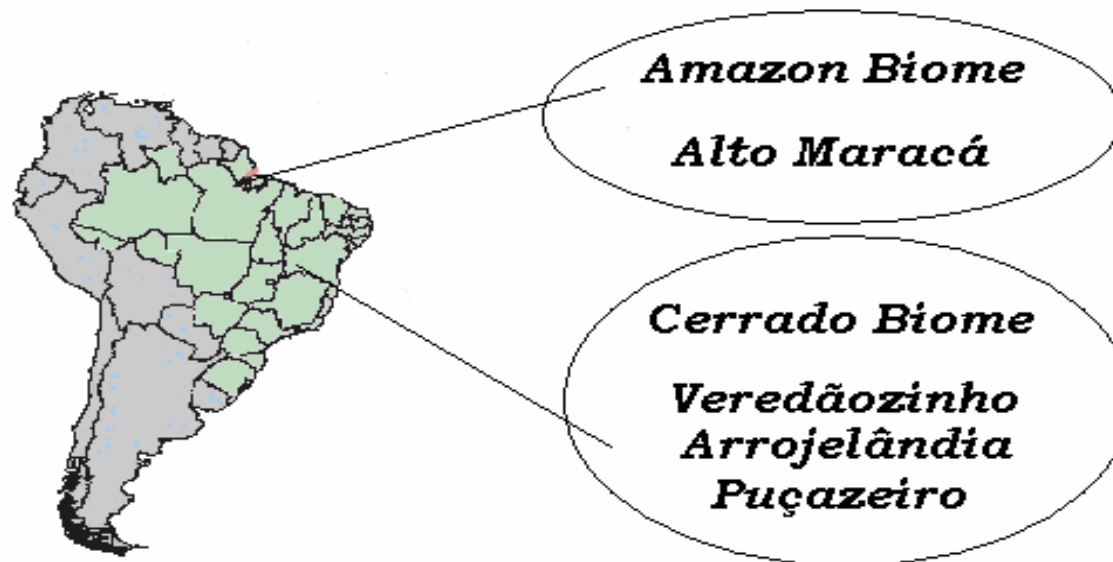 Amazon Biome
Alto Maracá
Cerrado Biome
Veredãozinho
Arrojelândia
Puçazeiro